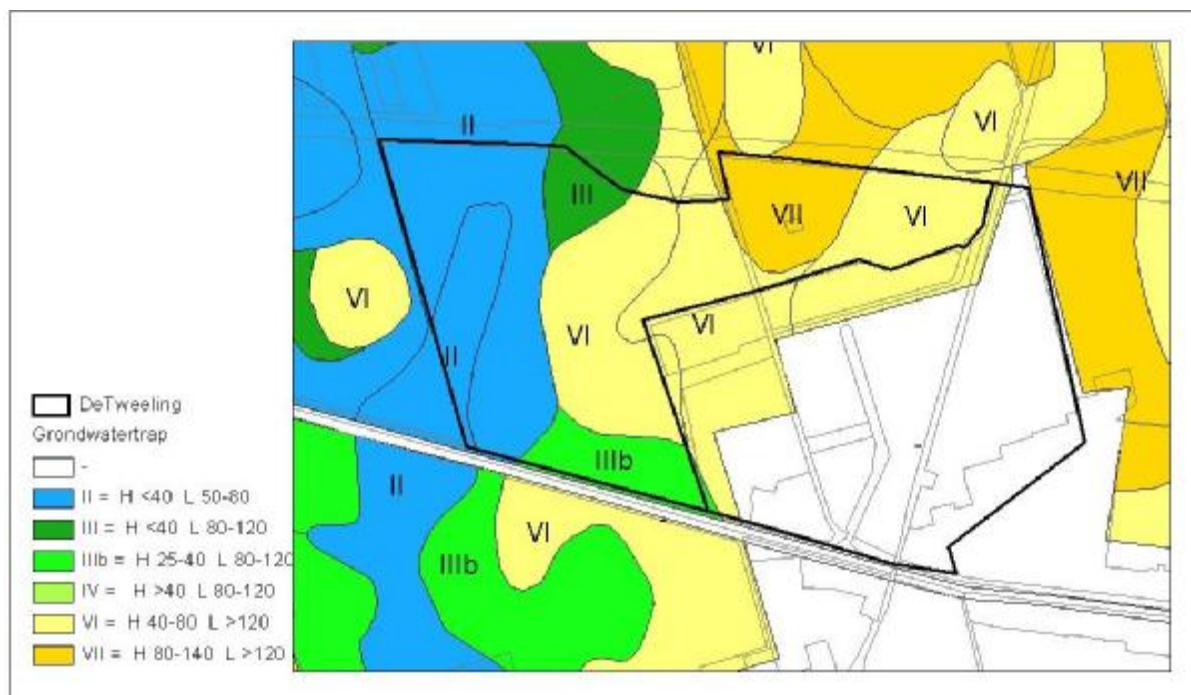 VI
II
VI
III
VII
VI
VII
VI
VI
VI
II
IIIb
II
VI
IIIb
DeTweeling
Grondwatertrap
-
II = H <40 L 50-80
III = H <40 L 80-120
IIIb = H 25-40 L 80-120
IV = H >40 L 80-120
VI = H 40-80 L >120
VII = H 80-140 L >120